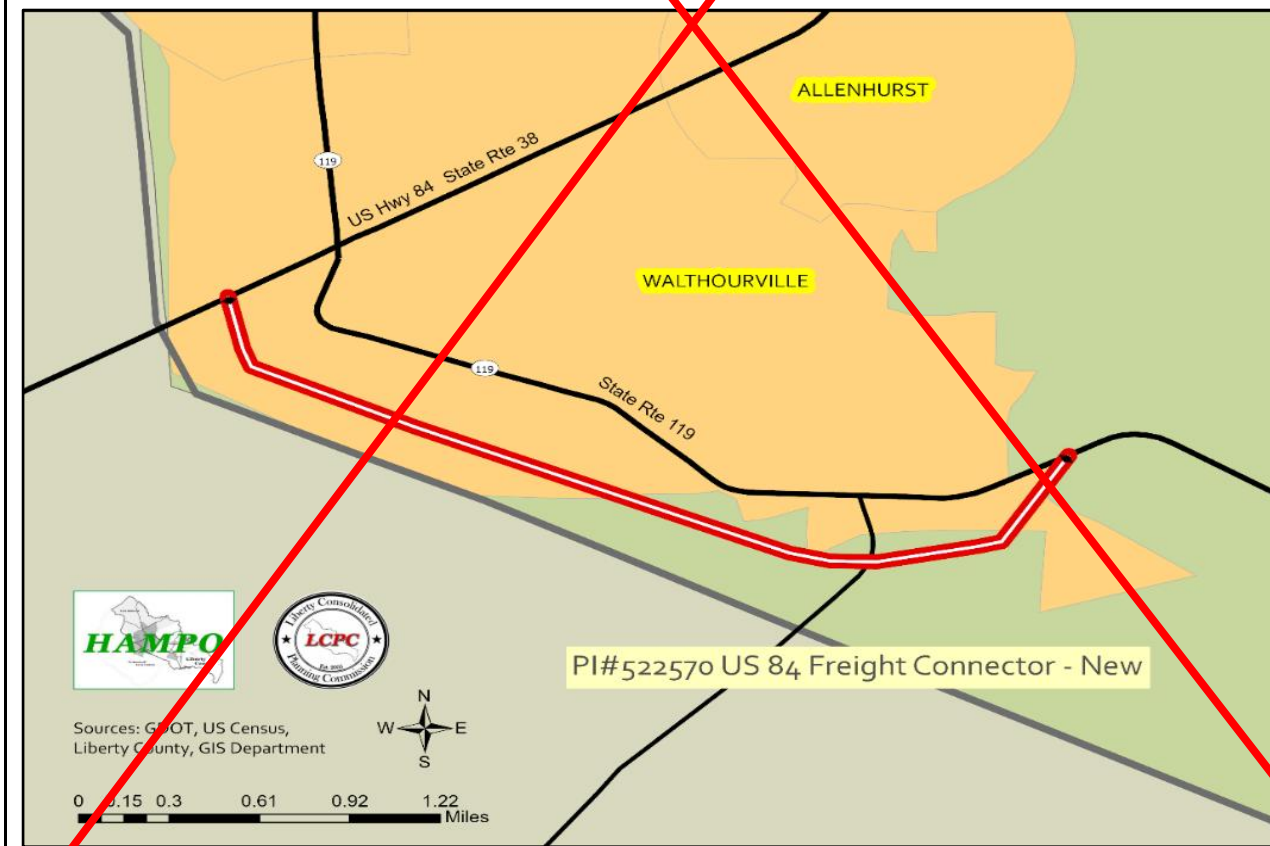 ALLENHURST
119
US Hwy 84 State Rte 38
WALTHOURVILLE
119
State Rte 119
HAMPO
Liberty Consolidated
LCPC
Planning Commission
PI#522570 US 84 Freight Connector - New
Sources: GDOT, US Census,
Liberty County, GIS Department
N
W E
S
0 0.15 0.3 0.61 0.92 1.22
Miles